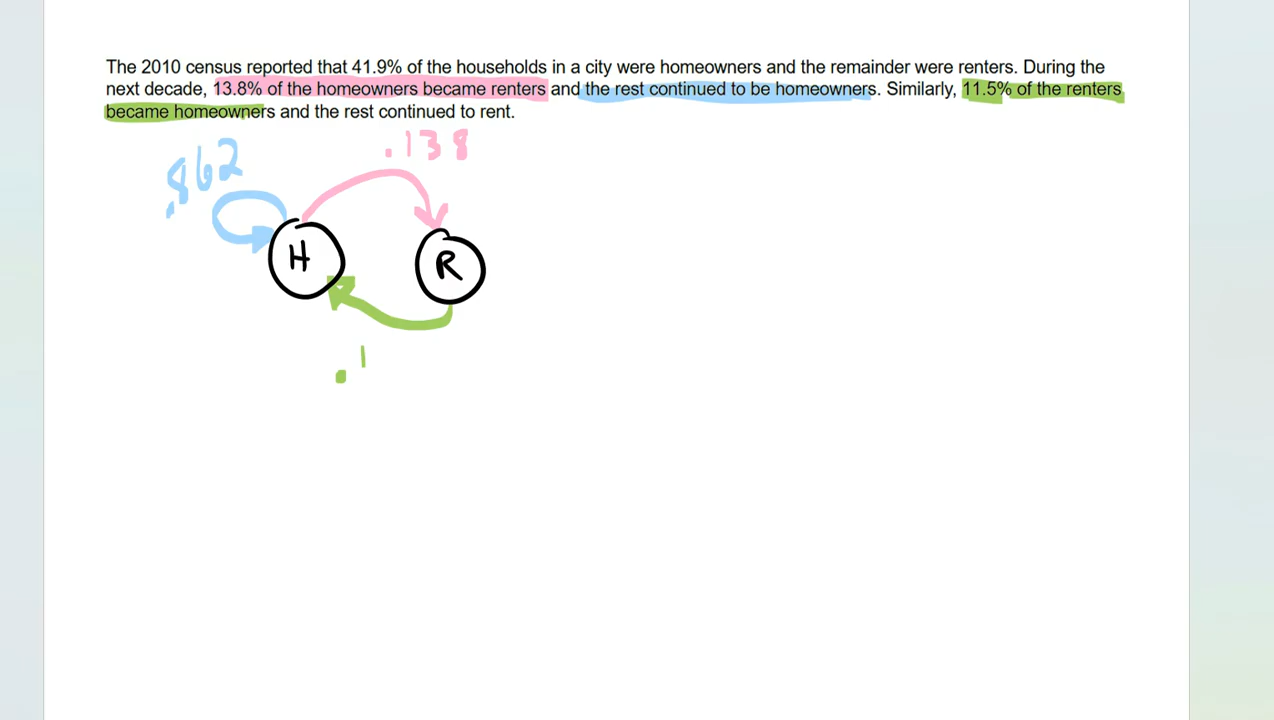 The 2010 census reported that 41.9% of the households in a city were homeowners and the remainder were renters. During the
next decade, 13.8% of the homeowners became renters and the rest continued to be homeowners. Similarly, 11.5% of the renters
became homeowners and the rest continued to rent.
.138
.862
H
R
.1